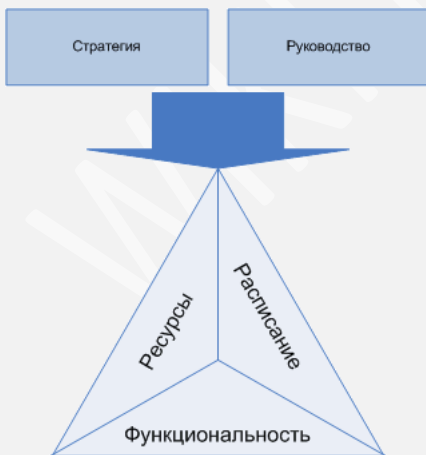 Стратегия
Руководство
Ресурсы
Расписание
Функциональность